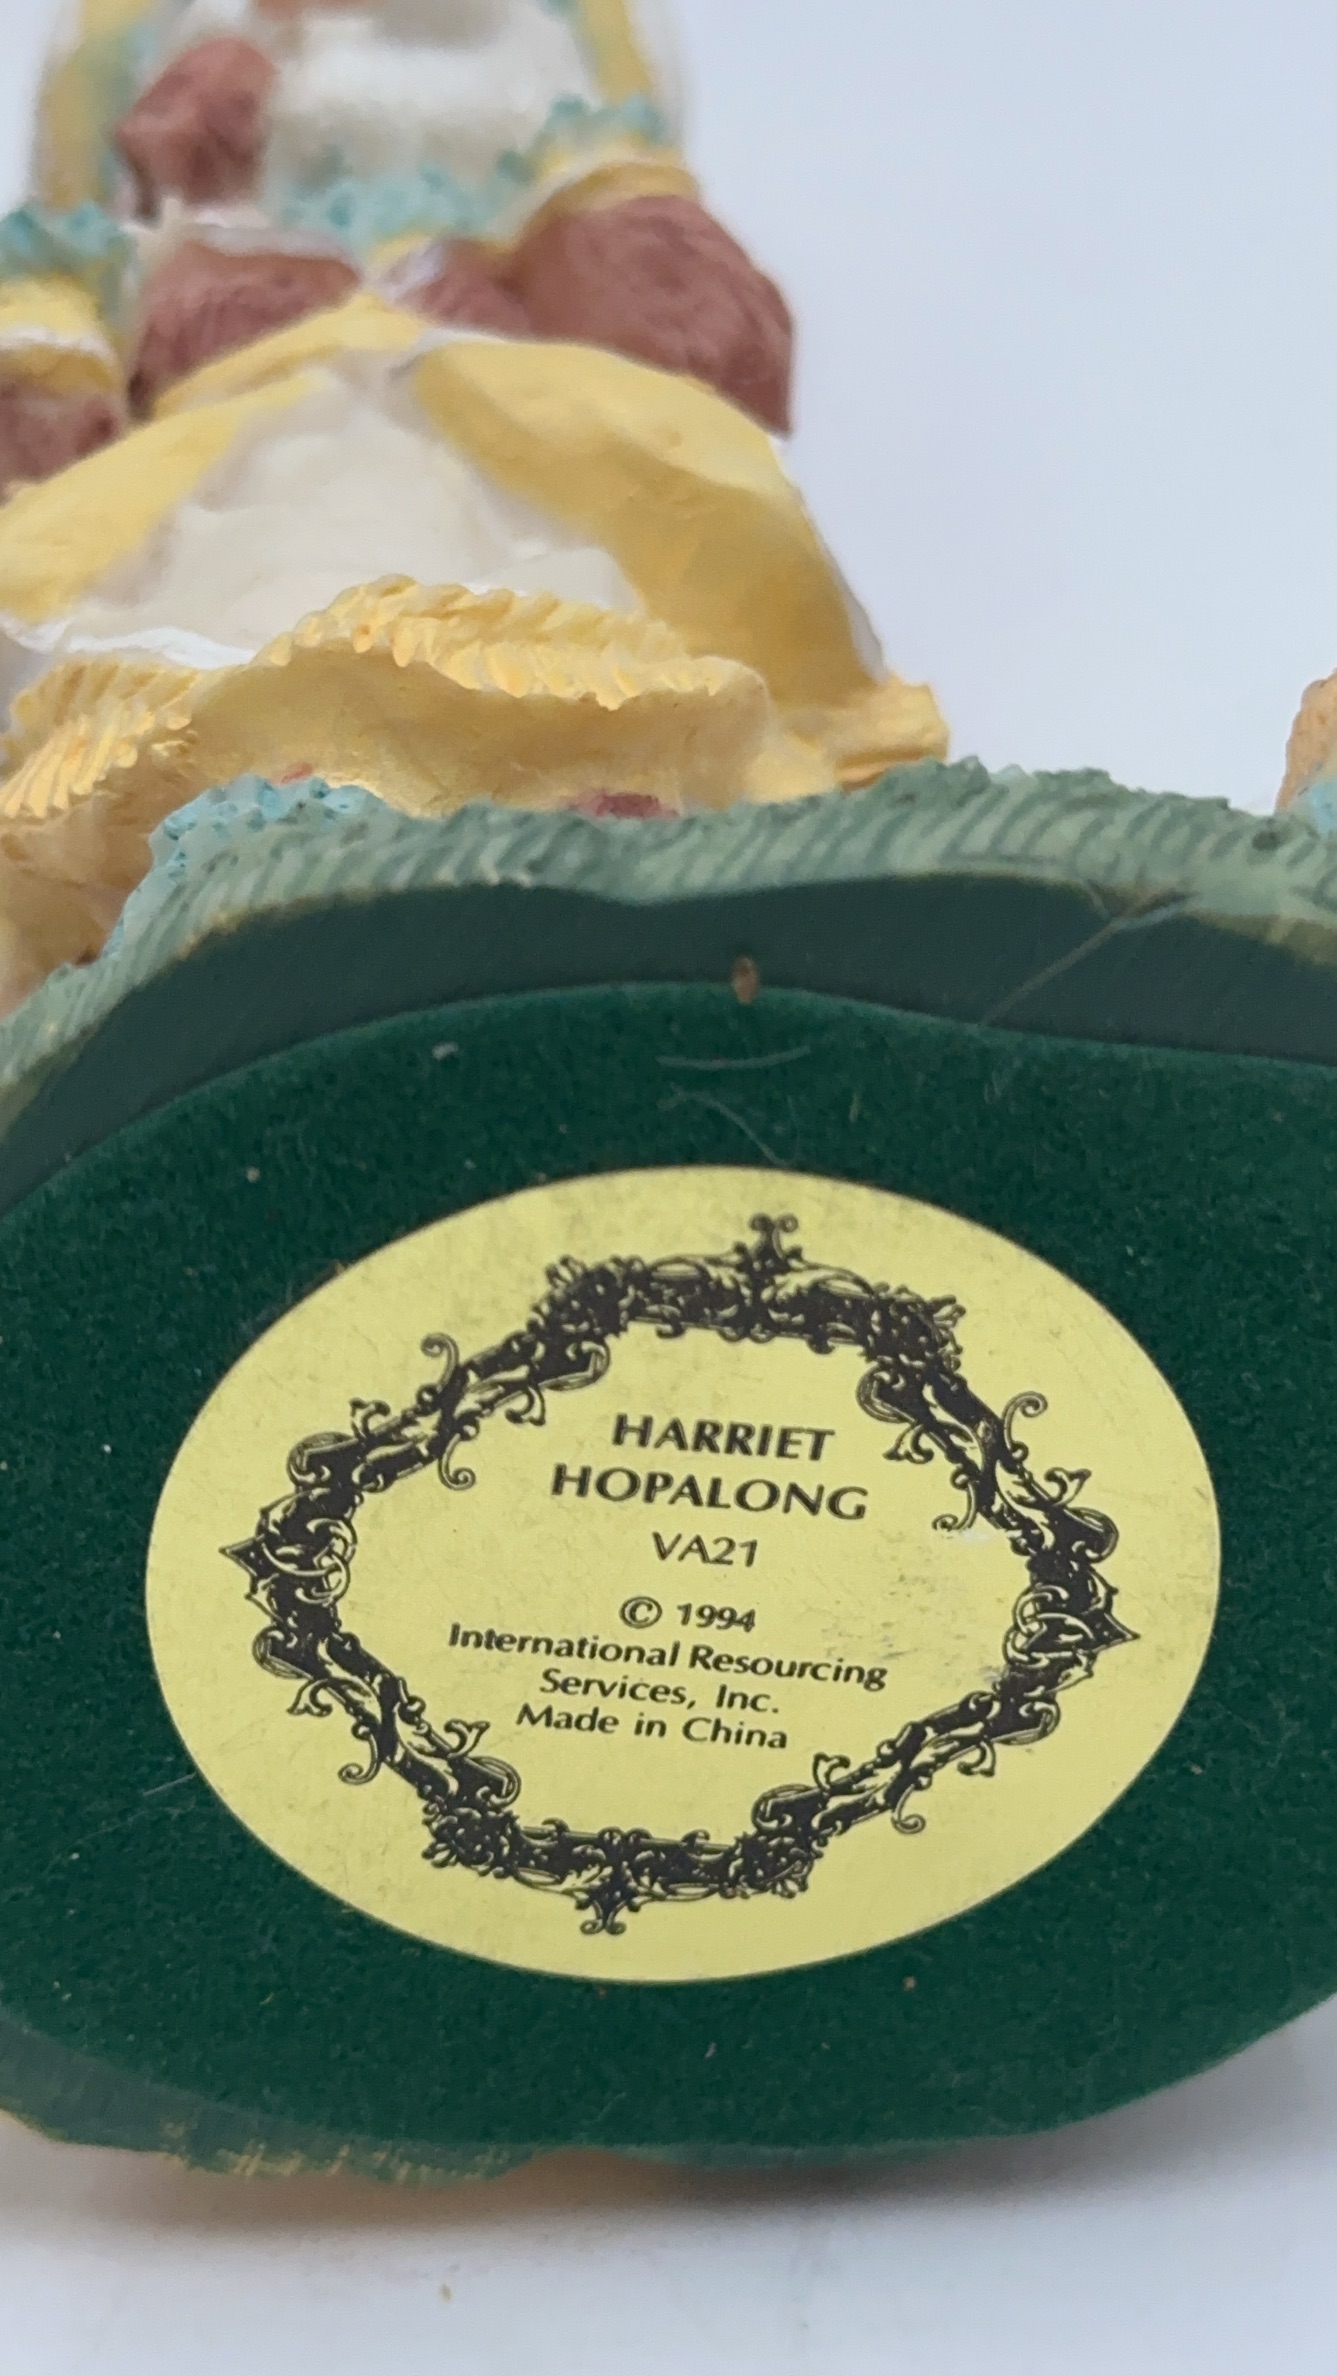 HARRIET
HOPALONG
VA21
© 1994
International Resourcing
Services, Inc.
Made in China